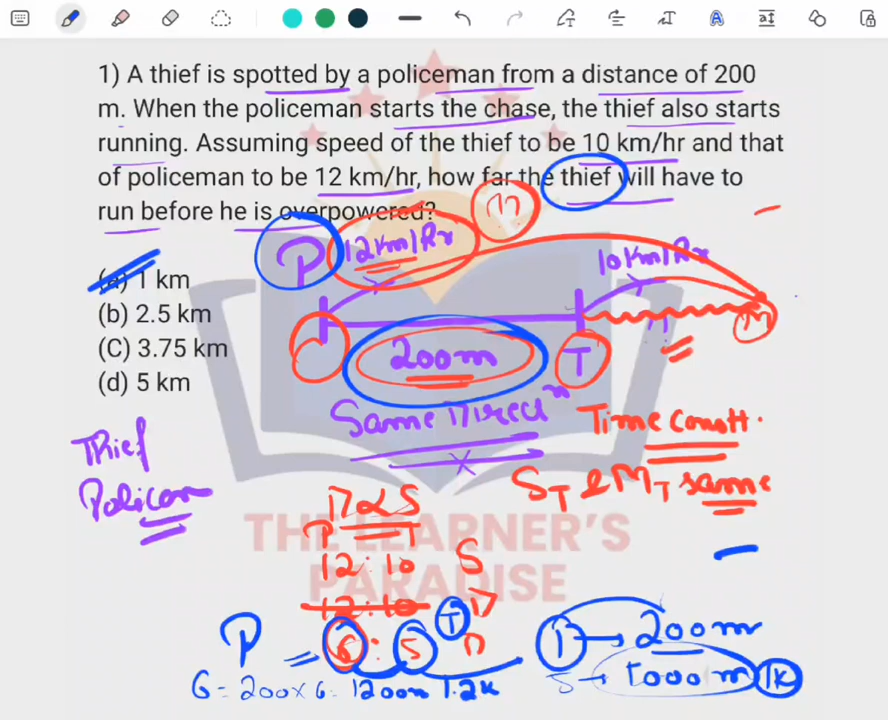 1) A thief is spotted by a policeman from a distance of 200
m. When the policeman starts the chase, the thief also starts
running. Assuming speed of the thief to be 10 km/hr and that
of policeman to be 12 km/hr, how far the thief will have to
run before he is overpowered?
M
P 12km/Hr 10km/Hr
(a) 1 km
(b) 2.5 km
M
(C) 3.75 km
200m T
(d) 5 km
Same Directn Time Constt.
Thief
Policeman
ST & MT same
D∝S
THE LEARNER'S
P T
12:10 S
PARADISE
12:10 D
P = 6:5 T D 1 → 200m
6 = 200×6 = 1200m 1.2k 5 → 1000m 1k